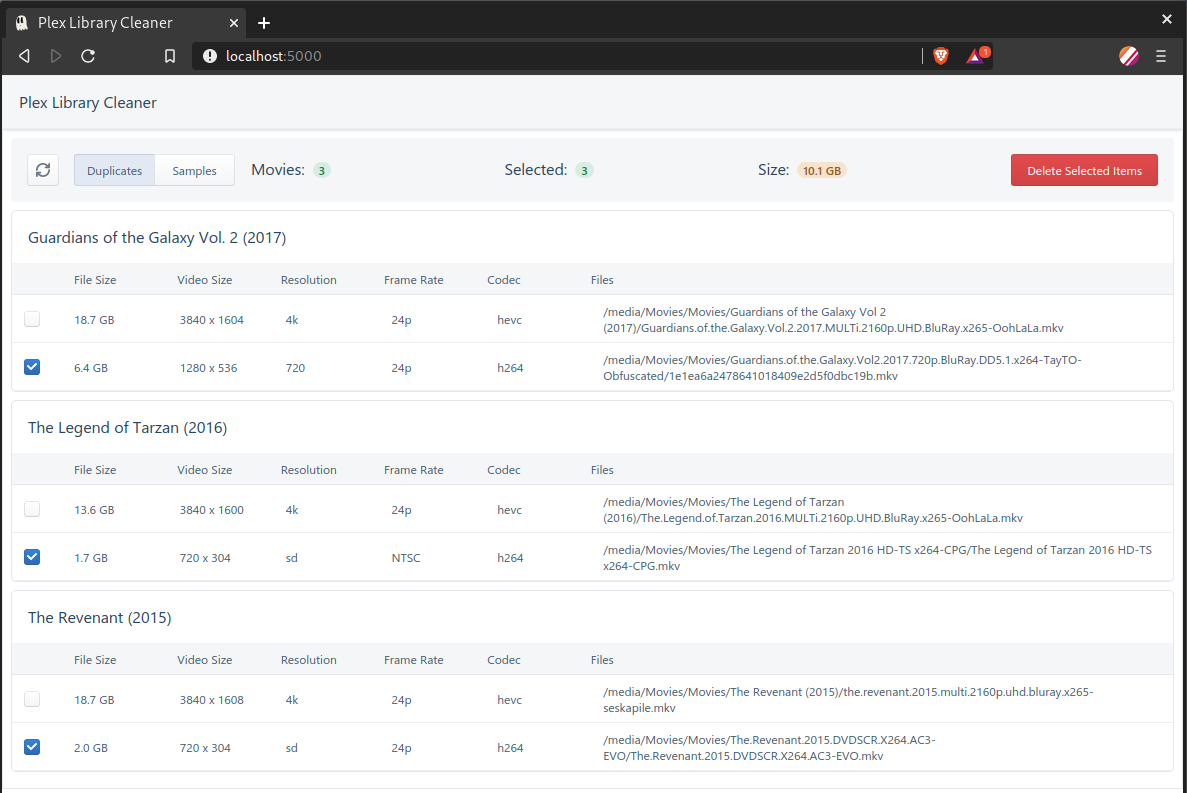 Plex Library Cleaner
localhost:5000
1
Plex Library Cleaner
Duplicates Samples Movies: 3 Selected: 3 Size: 10.1 GB Delete Selected Items
Guardians of the Galaxy Vol. 2 (2017)
File Size Video Size Resolution Frame Rate Codec Files
18.7 GB 3840 x 1604 4k 24p hevc /media/Movies/Movies/Guardians of the Galaxy Vol 2
(2017)/Guardians.of.the.Galaxy.Vol.2.2017.MULTi.2160p.UHD.BluRay.x265-OohLaLa.mkv
6.4 GB 1280 x 536 720 24p h264 /media/Movies/Movies/Guardians.of.the.Galaxy.Vol2.2017.720p.BluRay.DD5.1.x264-TayTO-
Obfuscated/1e1ea6a2478641018409e2d5f0dbc19b.mkv
The Legend of Tarzan (2016)
File Size Video Size Resolution Frame Rate Codec Files
13.6 GB 3840 x 1600 4k 24p hevc /media/Movies/Movies/The Legend of Tarzan
(2016)/The.Legend.of.Tarzan.2016.MULTi.2160p.UHD.BluRay.x265-OohLaLa.mkv
1.7 GB 720 x 304 sd NTSC h264 /media/Movies/Movies/The Legend of Tarzan 2016 HD-TS x264-CPG/The Legend of Tarzan 2016 HD-TS
x264-CPG.mkv
The Revenant (2015)
File Size Video Size Resolution Frame Rate Codec Files
18.7 GB 3840 x 1608 4k 24p hevc /media/Movies/Movies/The Revenant (2015)/the.revenant.2015.multi.2160p.uhd.bluray.x265-
seskapile.mkv
2.0 GB 720 x 304 sd 24p h264 /media/Movies/Movies/The.Revenant.2015.DVDSCR.X264.AC3-
EVO/The.Revenant.2015.DVDSCR.X264.AC3-EVO.mkv